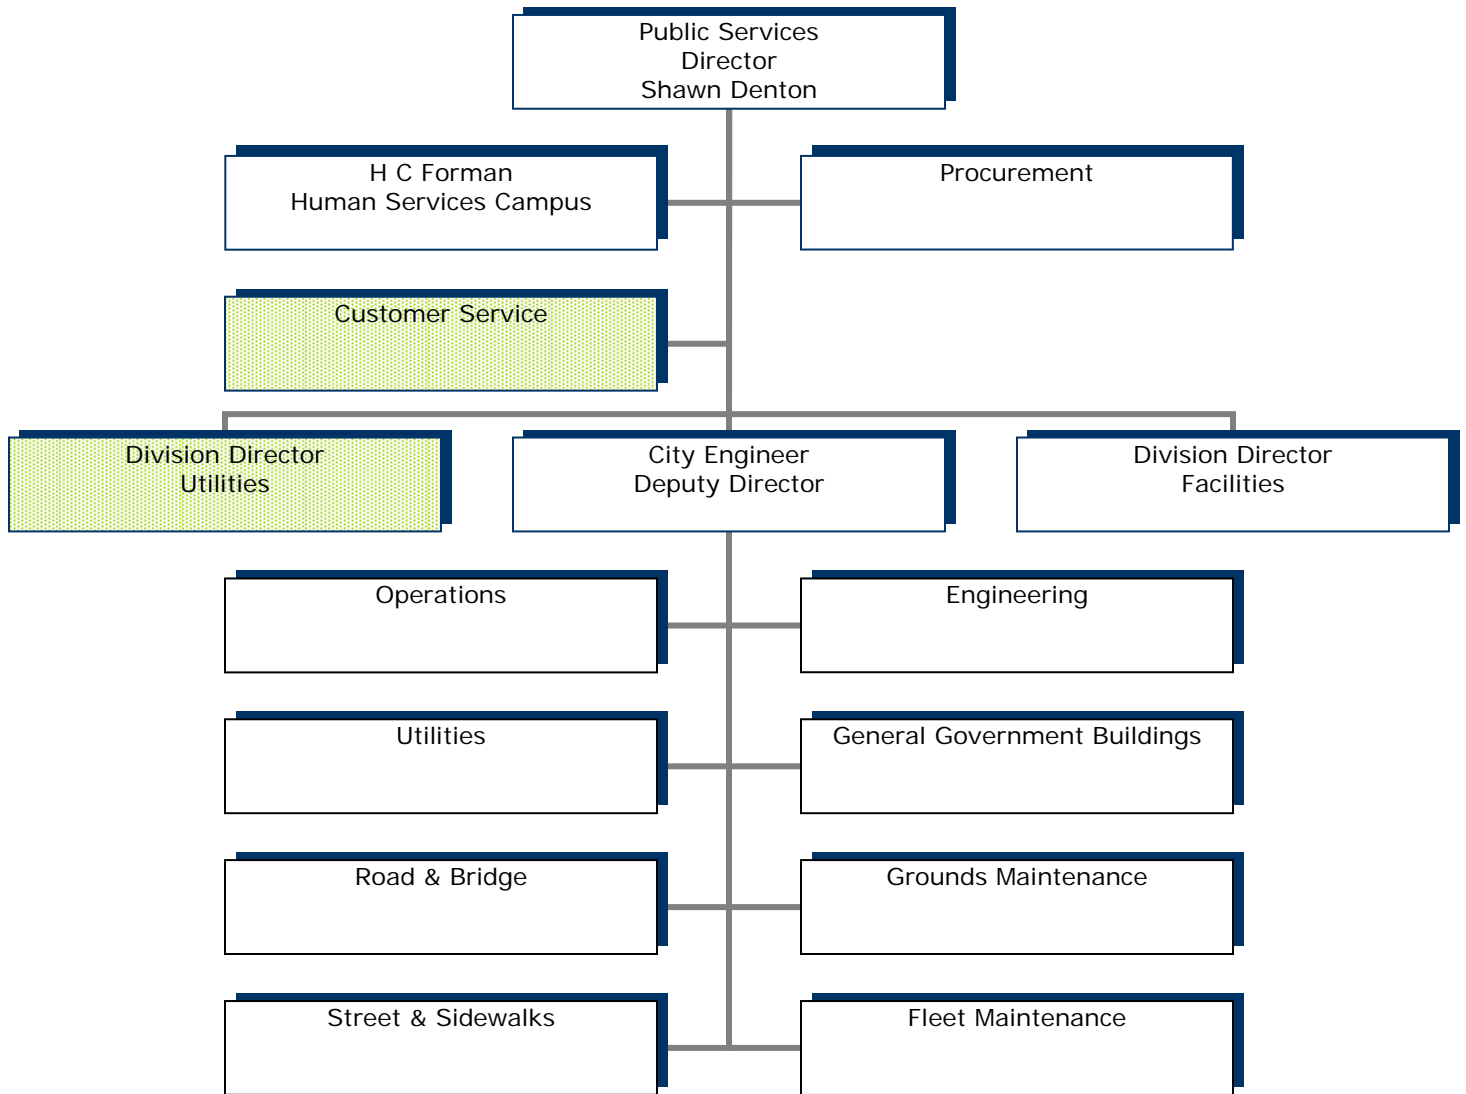 Public Services
Director
Shawn Denton
H C Forman
Human Services Campus
Procurement
Customer Service
Division Director
Utilities
City Engineer
Deputy Director
Division Director
Facilities
Operations
Engineering
Utilities
General Government Buildings
Road & Bridge
Grounds Maintenance
Street & Sidewalks
Fleet Maintenance